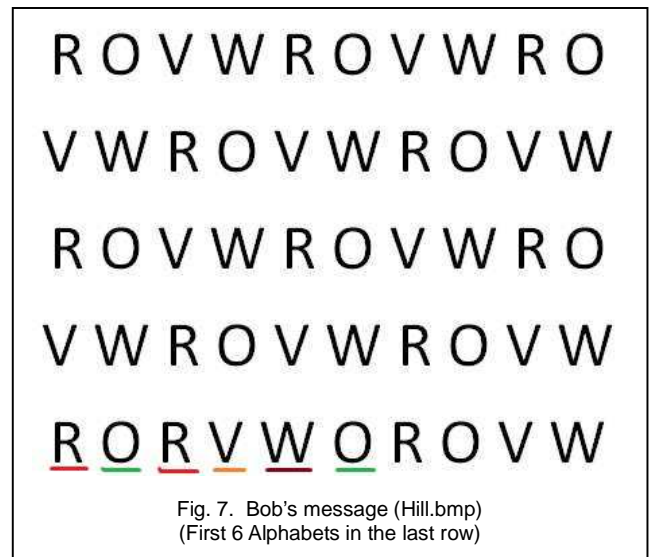 R O V W R O V W R O
V W R O V W R O V W
R O V W R O V W R O
V W R O V W R O V W
R O R V W O R O V W
Fig. 7. Bob's message (Hill.bmp)
(First 6 Alphabets in the last row)